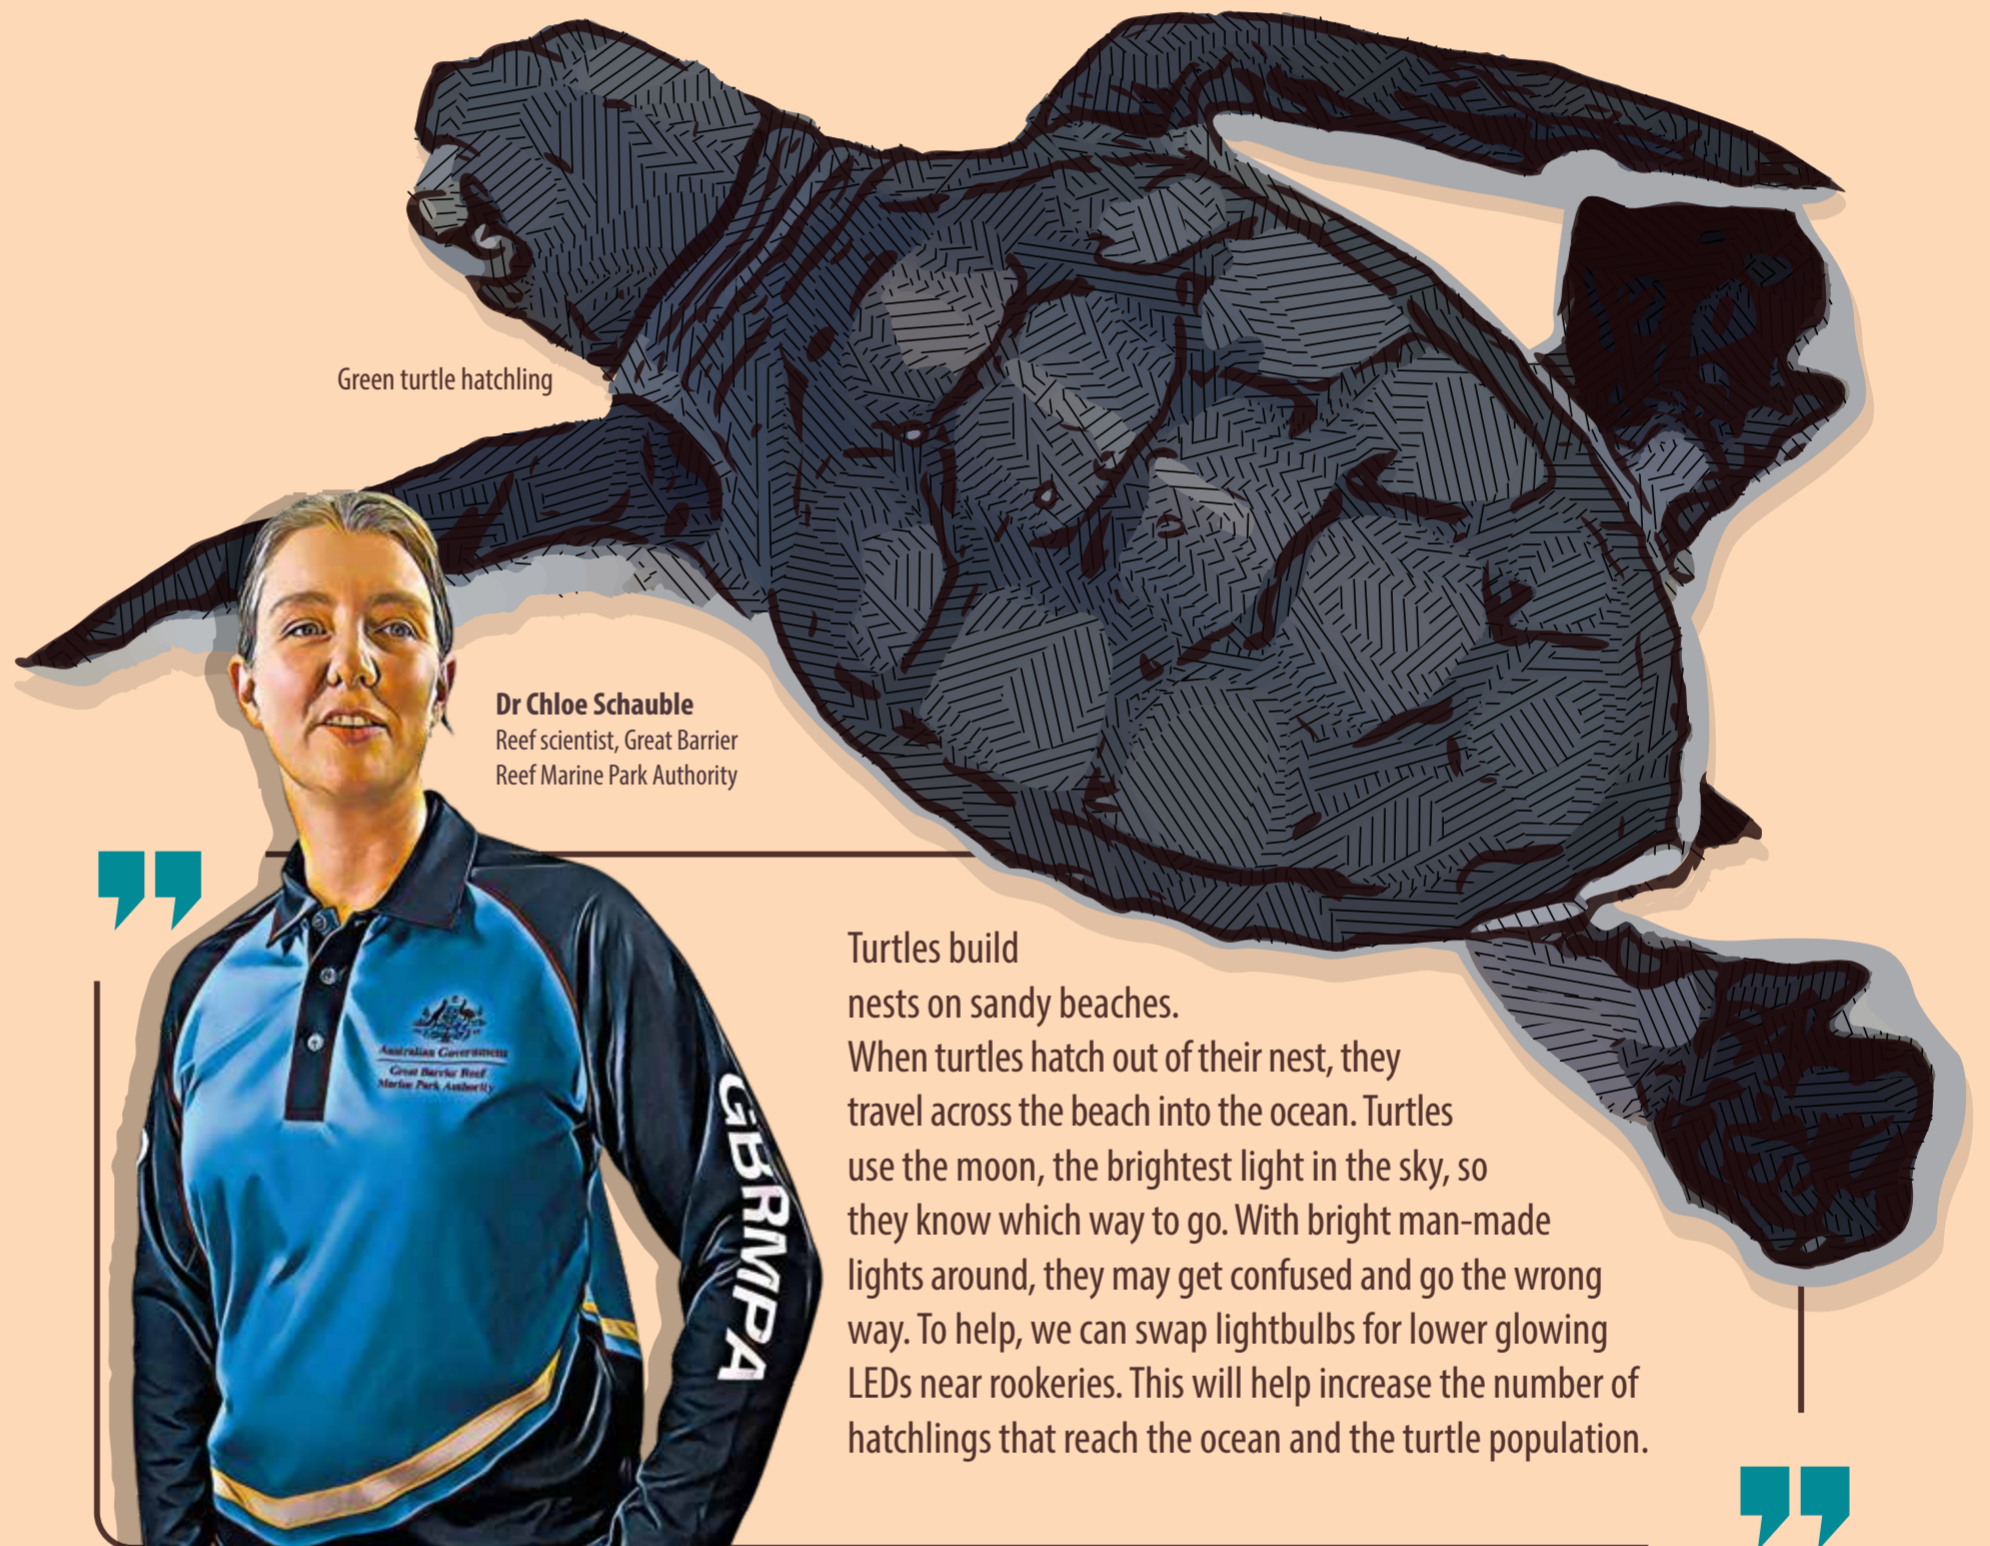 Green turtle hatchling
Dr Chloe Schauble
Reef scientist, Great Barrier
Reef Marine Park Authority
Australian Government
Great Barrier Reef
Marine Park Authority
GBRMPA
Turtles build
nests on sandy beaches.
When turtles hatch out of their nest, they
travel across the beach into the ocean. Turtles
use the moon, the brightest light in the sky, so
they know which way to go. With bright man-made
lights around, they may get confused and go the wrong
way. To help, we can swap lightbulbs for lower glowing
LEDs near rookeries. This will help increase the number of
hatchlings that reach the ocean and the turtle population.